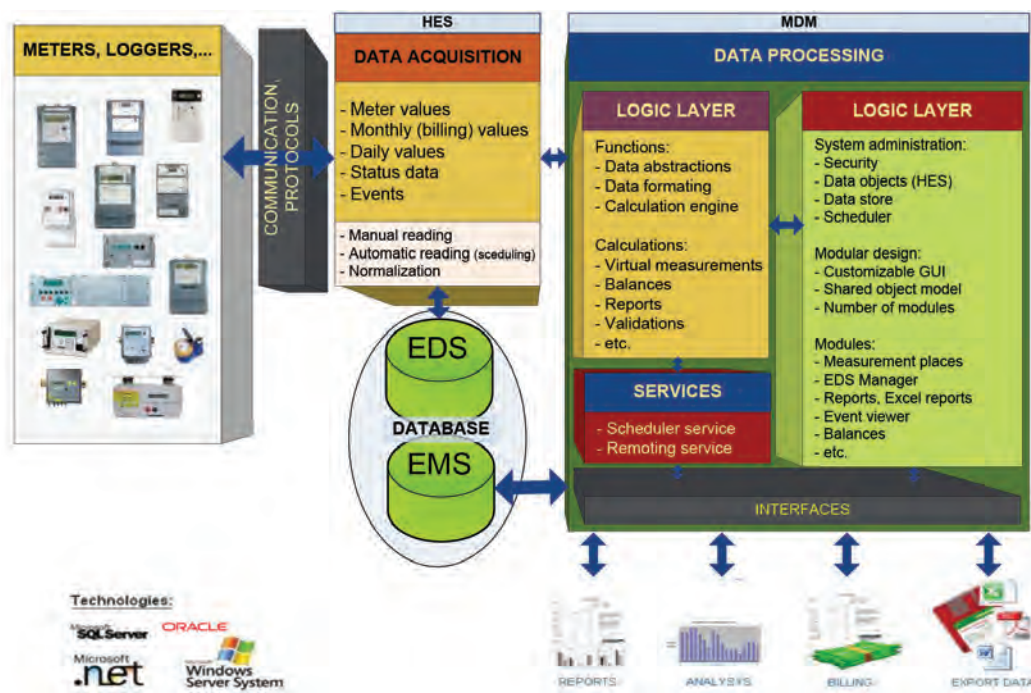 METERS, LOGGERS,...
COMMUNICATION,
PROTOCOLS
HES
DATA ACQUISITION
- Meter values
- Monthly (billing) values
- Daily values
- Status data
- Events
- Manual reading
- Automatic reading (sceduling)
- Normalization
EDS
DATABASE
EMS
MDM
DATA PROCESSING
LOGIC LAYER
Functions:
- Data abstractions
- Data formating
- Calculation engine
Calculations:
- Virtual measurements
- Balances
- Reports
- Validations
- etc.
SERVICES
- Scheduler service
- Remoting service
LOGIC LAYER
System administration:
- Security
- Data objects (HES)
- Data store
- Scheduler
Modular design:
- Customizable GUI
- Shared object model
- Number of modules
Modules:
- Measurement places
- EDS Manager
- Reports, Excel reports
- Event viewer
- Balances
- etc.
INTERFACES
REPORTS
ANALYSYS
BILLING
EXPORT DATA
Technologies:
Microsoft
SQL Server
ORACLE
Microsoft
.net
Microsoft
Windows
Server System